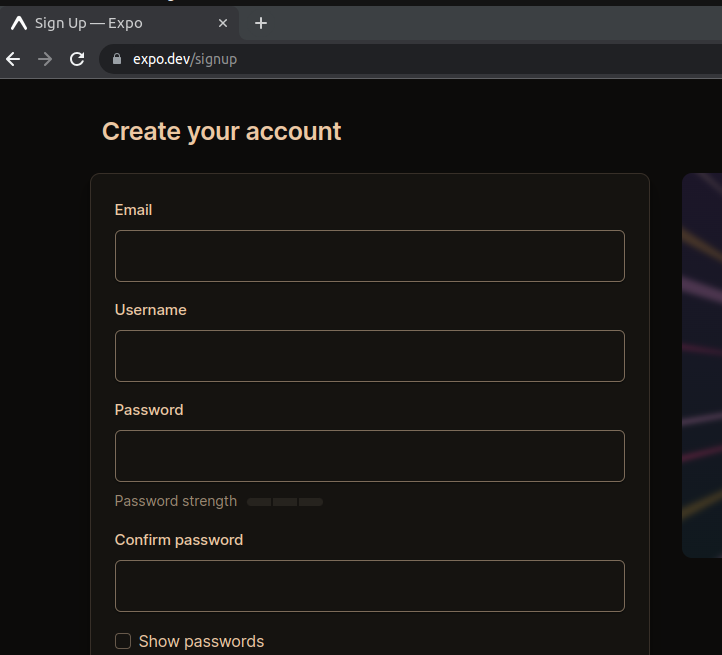 Sign Up — Expo
expo.dev/signup
Create your account
Email
Username
Password
Password strength
Confirm password
Show passwords